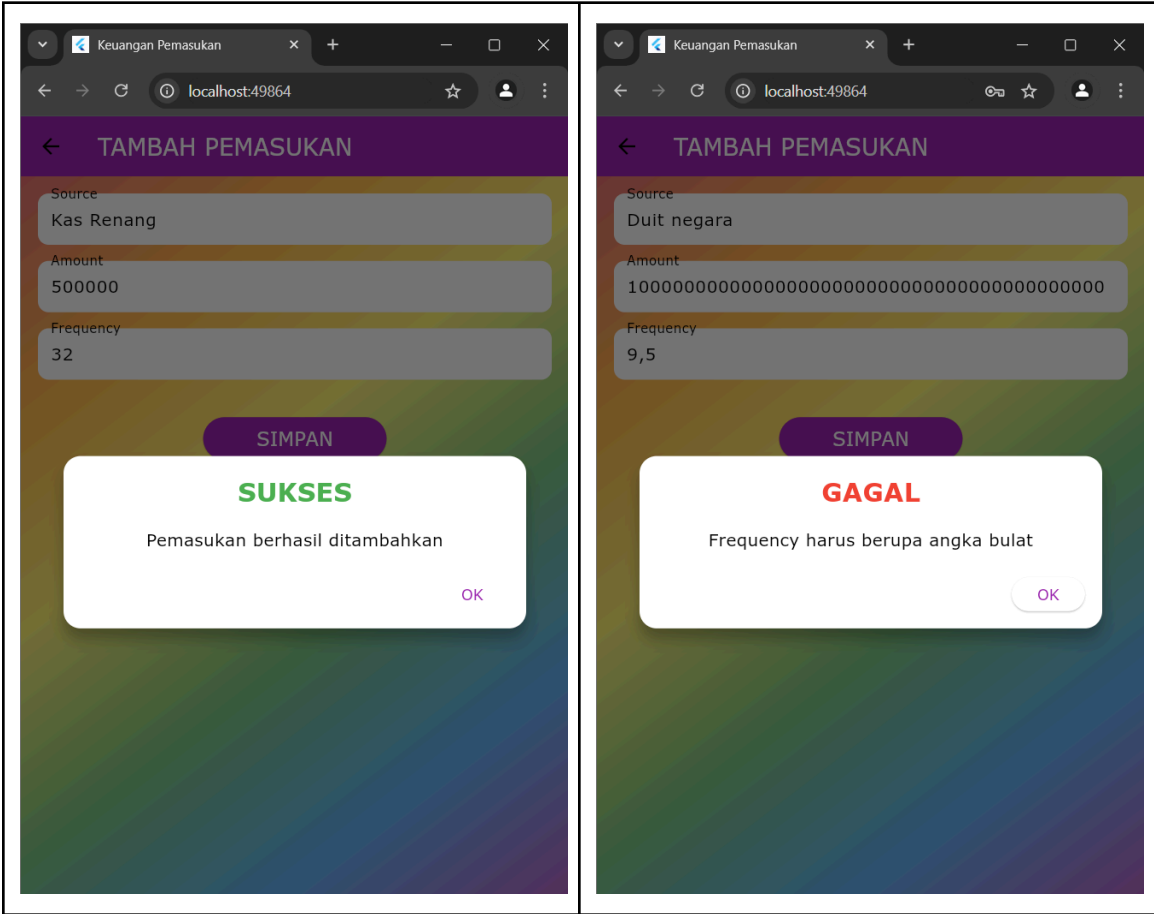 Keuangan Pemasukan
localhost:49864
TAMBAH PEMASUKAN
Source
Kas Renang
Amount
500000
Frequency
32
SIMPAN
SUKSES
Pemasukan berhasil ditambahkan
OK
Keuangan Pemasukan
localhost:49864
TAMBAH PEMASUKAN
Source
Duit negara
Amount
Frequency
9,5
SIMPAN
GAGAL
Frequency harus berupa angka bulat
OK